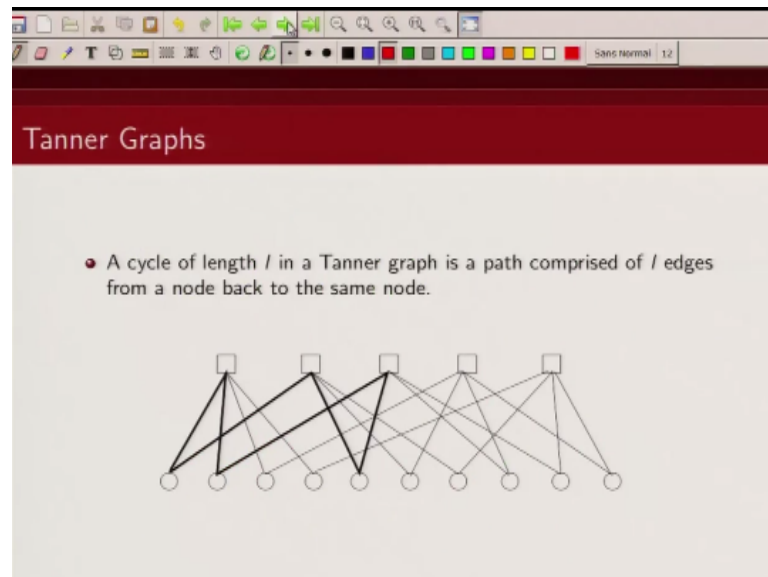 T
Sans Normal 12
Tanner Graphs
A cycle of length l in a Tanner graph is a path comprised of l edges
from a node back to the same node.